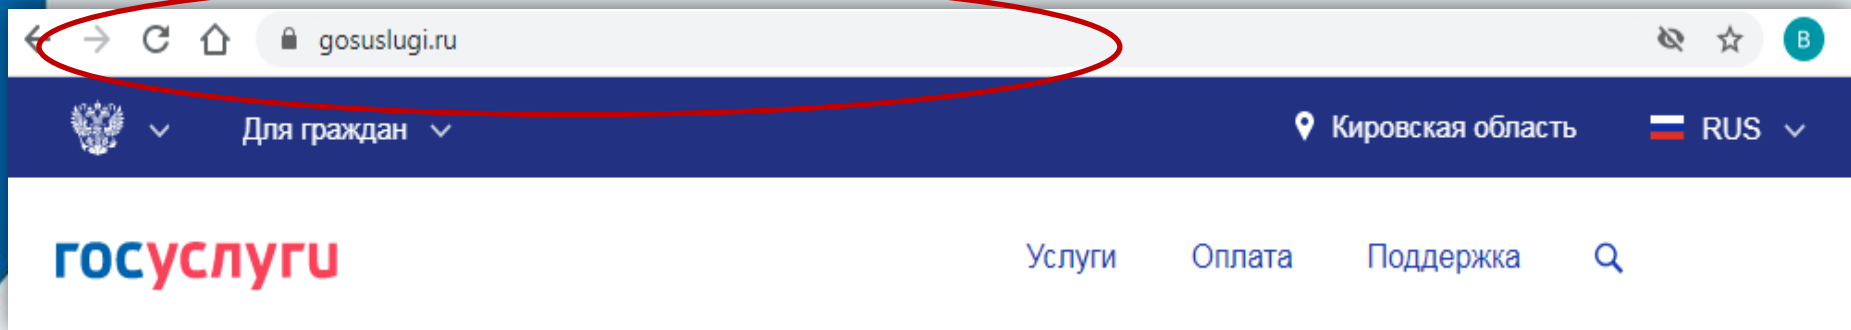 gosuslugi.ru
B
Для граждан
Кировская область
RUS
госуслуги
Услуги Оплата Поддержка